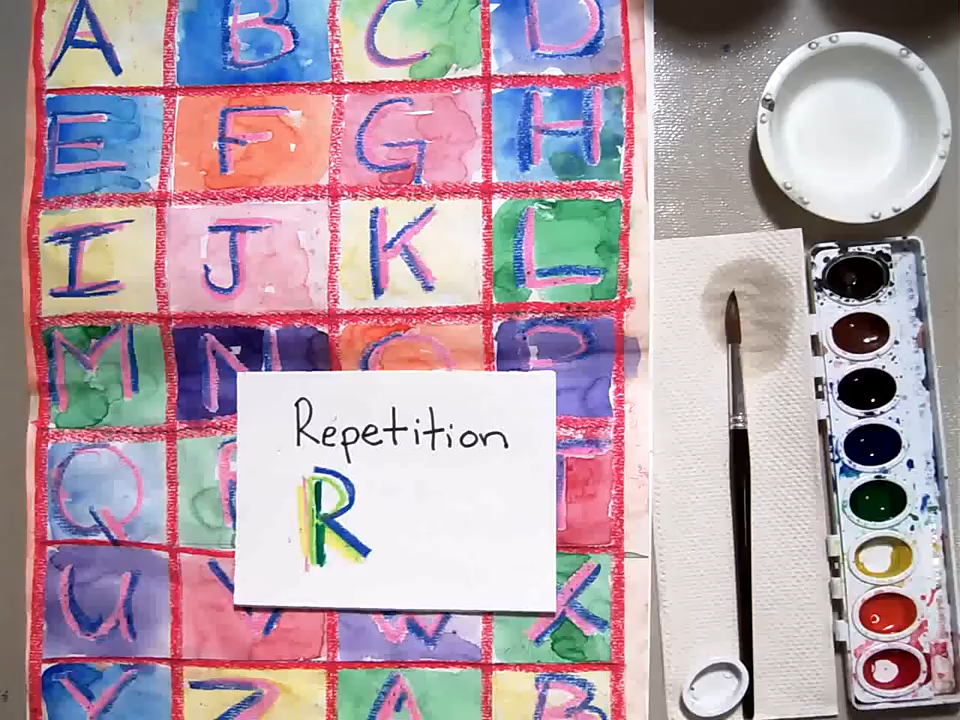 A B C D
E F G H
I J K L
M N O P
Repetition
R
Q R T
U V W X
Y Z A B